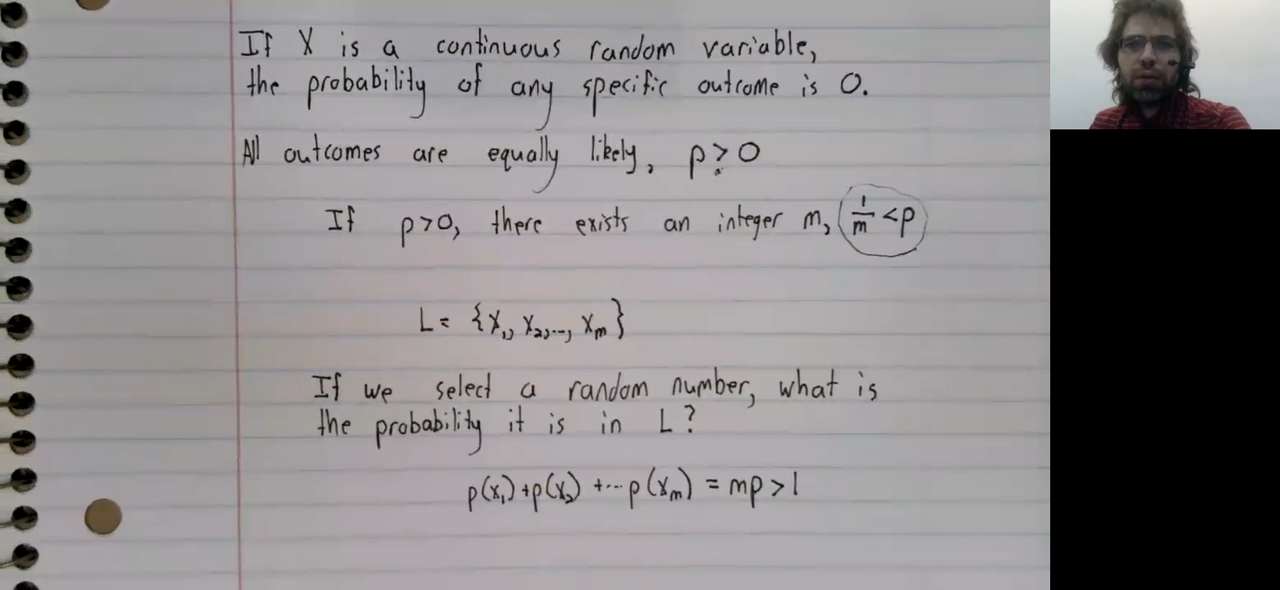 If X is a continuous random variable,
the probability of any specific outcome is 0.
All outcomes are equally likely, p ≥ 0
If p>0, there exists an integer m, 1/m < p
L = {x₁, x₂,..., xₘ}
If we select a random number, what is
the probability it is in L?
p(x₁)+p(x₂) +⋯p(xₘ) = mp > 1